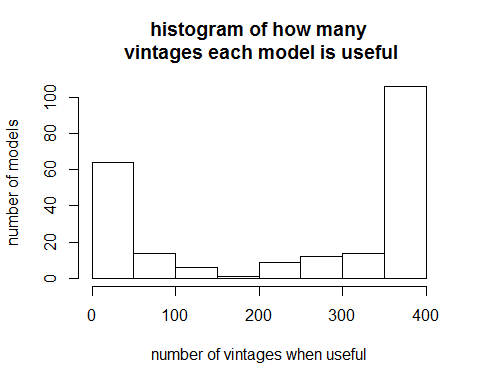 histogram of how many
vintages each model is useful
number of models
100
80
60
40
20
0
0 100 200 300 400
number of vintages when useful